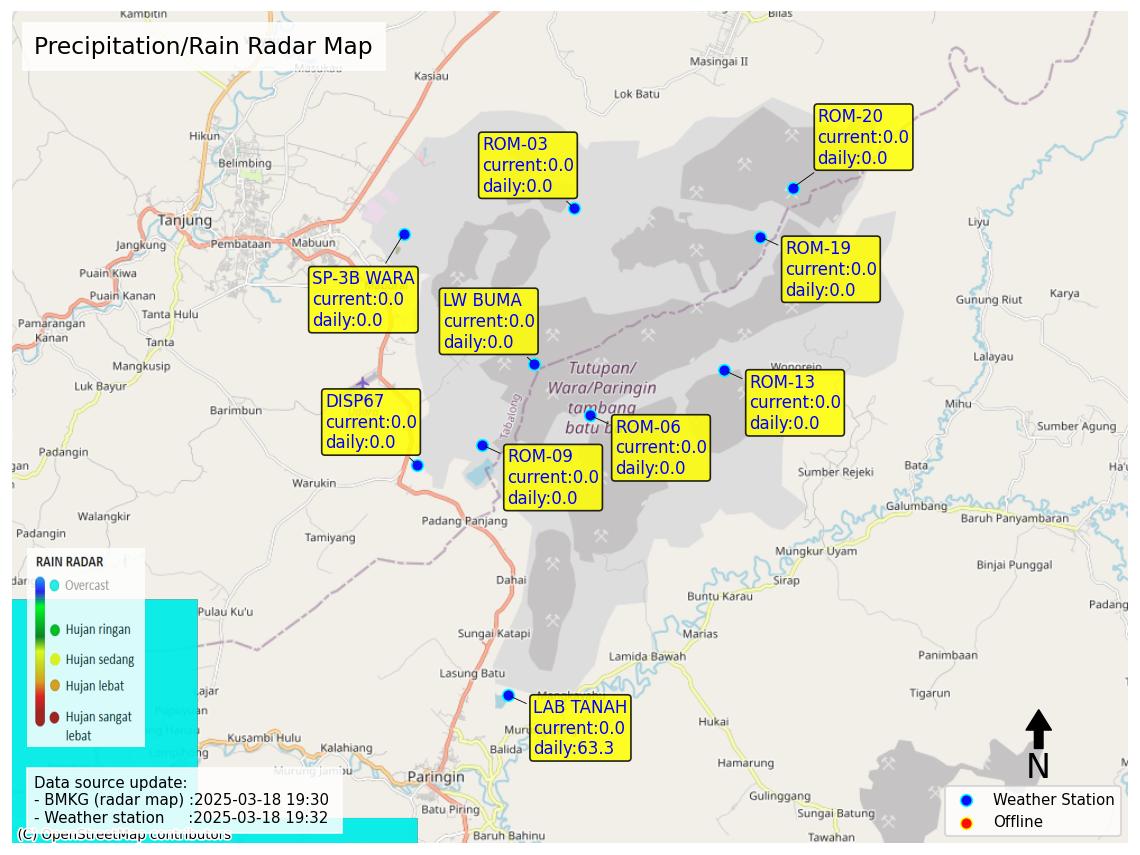 Kambitin
Bilas
Precipitation/Rain Radar Map
Masukau
Kasiau
Masingai II
Lok Batu
ROM-20
current:0.0
daily:0.0
ROM-03
current:0.0
daily:0.0
Hikun
Belimbing
Tanjung
Jangkung
Pembataan
Mabuun
Liyu
ROM-19
current:0.0
daily:0.0
SP-3B WARA
current:0.0
daily:0.0
Puain Kiwa
Puain Kanan
Tanta Hulu
LW BUMA
current:0.0
daily:0.0
Gunung Riut
Karya
Pamarangan
Kanan
Tanta
Mangkusip
Luk Bayur
Lalayau
Wonorejo
Tutupan/
Wara/Paringin
tambang
batu b
ROM-13
current:0.0
daily:0.0
DISP67
current:0.0
daily:0.0
Barimbun
Tabalong
Mihu
Sumber Agung
ROM-06
current:0.0
daily:0.0
ROM-09
current:0.0
daily:0.0
Padangin
Bata
Ha'u
Sumber Rejeki
Warukin
Galumbang
Baruh Panyambaran
Walangkir
Padangin
Padang Panjang
Tamiyang
Mungkur Uyam
Binjai Punggal
RAIN RADAR
Overcast
Hujan ringan
Hujan sedang
Hujan lebat
Hujan sangat
lebat
Dahai
Sirap
Buntu Karau
Pulau Ku'u
Padang
Sungai Katapi
Marias
Lamida Bawah
Panimbaan
Lasung Batu
Tigarun
LAB TANAH
current:0.0
daily:63.3
Hukai
Kusambi Hulu
Kalahiang
Balida
Murung Jambu
Paringin
Hamarung
N
Data source update:
- BMKG (radar map) :2025-03-18 19:30
- Weather station :2025-03-18 19:32
Batu Piring
Gulinggang
Sungai Batung
Baruh Bahinu
Tawahan
Weather Station
Offline
(C) OpenStreetMap contributors